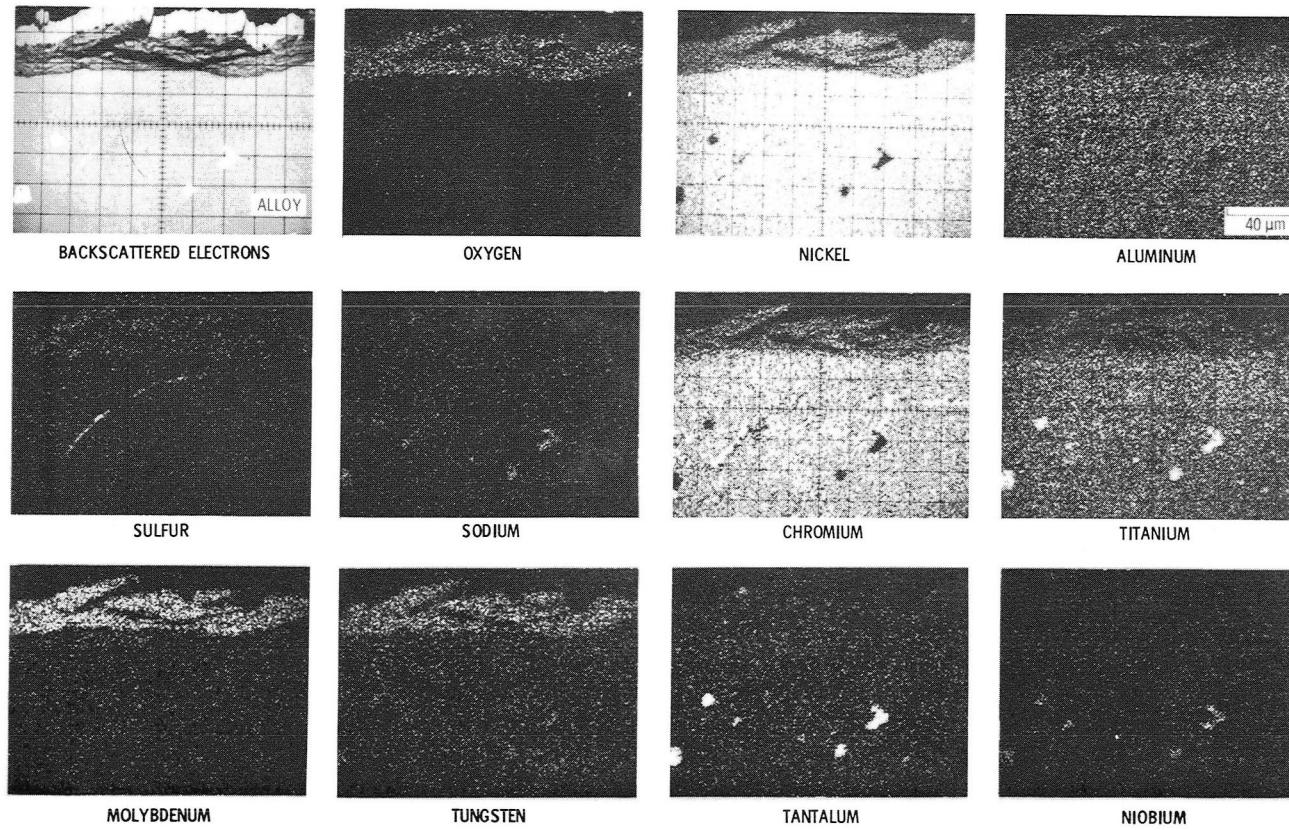 ALLOY
40 µm
BACKSCATTERED ELECTRONS
OXYGEN
NICKEL
ALUMINUM
SULFUR
SODIUM
CHROMIUM
TITANIUM
MOLYBDENUM
TUNGSTEN
TANTALUM
NIOBIUM